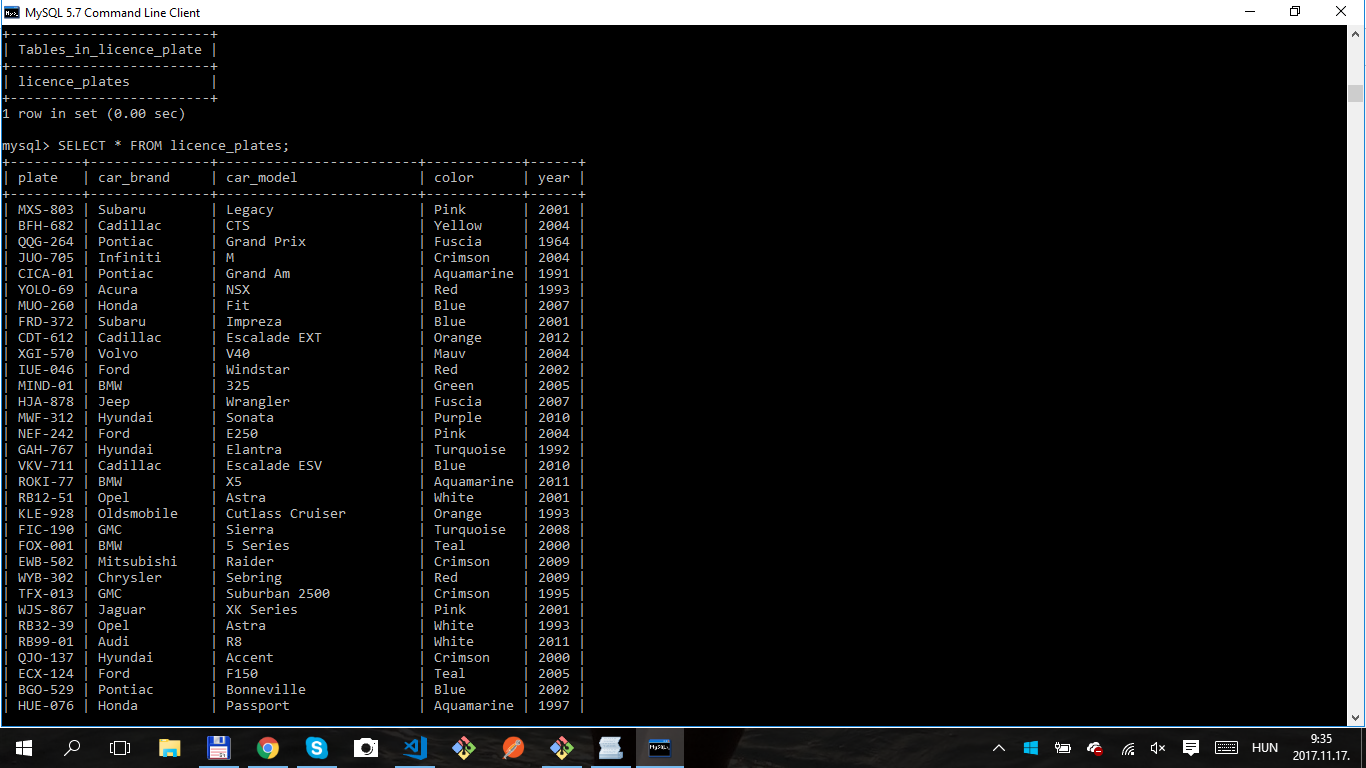 MySQL 5.7 Command Line Client
+-------------------------+
| Tables_in_licence_plate |
+-------------------------+
| licence_plates          |
+-------------------------+
1 row in set (0.00 sec)

mysql> SELECT * FROM licence_plates;
+---------+---------------+-------------------------+------------+------+
| plate   | car_brand     | car_model               | color      | year |
+---------+---------------+-------------------------+------------+------+
| MXS-803 | Subaru        | Legacy                  | Pink       | 2001 |
| BFH-682 | Cadillac      | CTS                     | Yellow     | 2004 |
| QQG-264 | Pontiac       | Grand Prix              | Fuscia     | 1964 |
| JUO-705 | Infiniti      | M                       | Crimson    | 2004 |
| CICA-01 | Pontiac       | Grand Am                | Aquamarine | 1991 |
| YOLO-69 | Acura         | NSX                     | Red        | 1993 |
| MUO-260 | Honda         | Fit                     | Blue       | 2007 |
| FRD-372 | Subaru        | Impreza                 | Blue       | 2001 |
| CDT-612 | Cadillac      | Escalade EXT            | Orange     | 2012 |
| XGI-570 | Volvo         | V40                     | Mauv       | 2004 |
| IUE-046 | Ford          | Windstar                | Red        | 2002 |
| MIND-01 | BMW           | 325                     | Green      | 2005 |
| HJA-878 | Jeep          | Wrangler                | Fuscia     | 2007 |
| MWF-312 | Hyundai       | Sonata                  | Purple     | 2010 |
| NEF-242 | Ford          | E250                    | Pink       | 2004 |
| GAH-767 | Hyundai       | Elantra                 | Turquoise  | 1992 |
| VKV-711 | Cadillac      | Escalade ESV            | Blue       | 2010 |
| ROKI-77 | BMW           | X5                      | Aquamarine | 2011 |
| RB12-51 | Opel          | Astra                   | White      | 2001 |
| KLE-928 | Oldsmobile    | Cutlass Cruiser         | Orange     | 1993 |
| FIC-190 | GMC           | Sierra                  | Turquoise  | 2008 |
| FOX-001 | BMW           | 5 Series                | Teal       | 2000 |
| EWB-502 | Mitsubishi    | Raider                  | Crimson    | 2009 |
| WYB-302 | Chrysler      | Sebring                 | Red        | 2009 |
| TFX-013 | GMC           | Suburban 2500           | Crimson    | 1995 |
| WJS-867 | Jaguar        | XK Series               | Pink       | 2001 |
| RB32-39 | Opel          | Astra                   | White      | 1993 |
| RB99-01 | Audi          | R8                      | White      | 2011 |
| QJO-137 | Hyundai       | Accent                  | Crimson    | 2000 |
| ECX-124 | Ford          | F150                    | Teal       | 2005 |
| BGO-529 | Pontiac       | Bonneville              | Blue       | 2002 |
| HUE-076 | Honda         | Passport                | Aquamarine | 1997 |
HUN
9:35
2017.11.17.